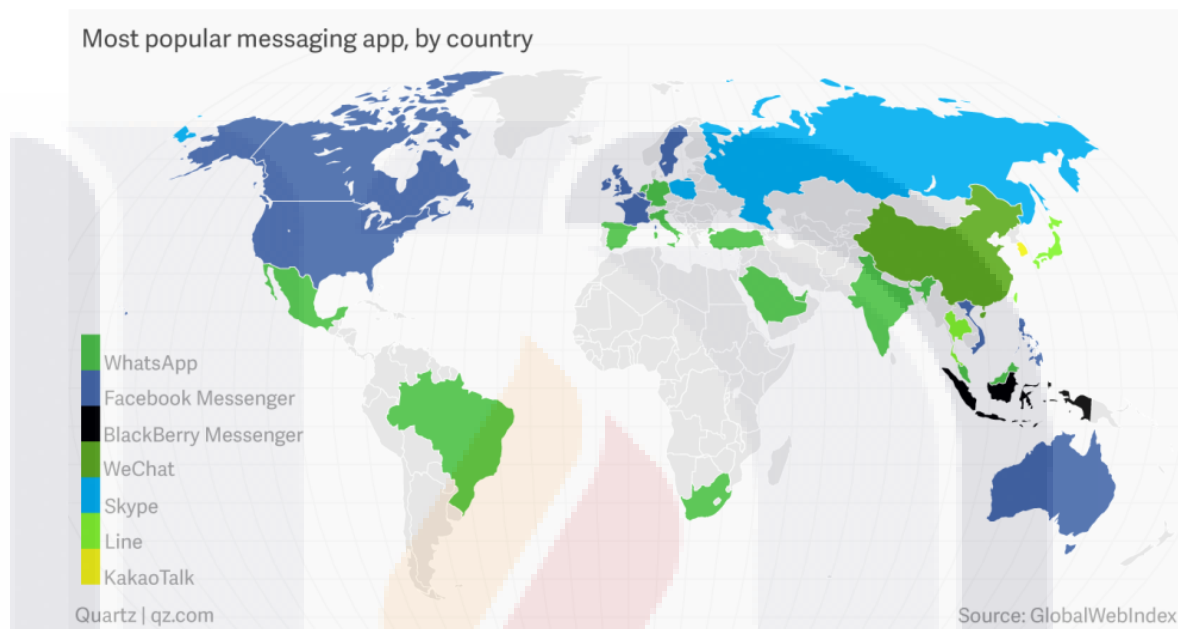 Most popular messaging app, by country
WhatsApp
Facebook Messenger
BlackBerry Messenger
WeChat
Skype
Line
KakaoTalk
Quartz | qz.com
Source: GlobalWebIndex